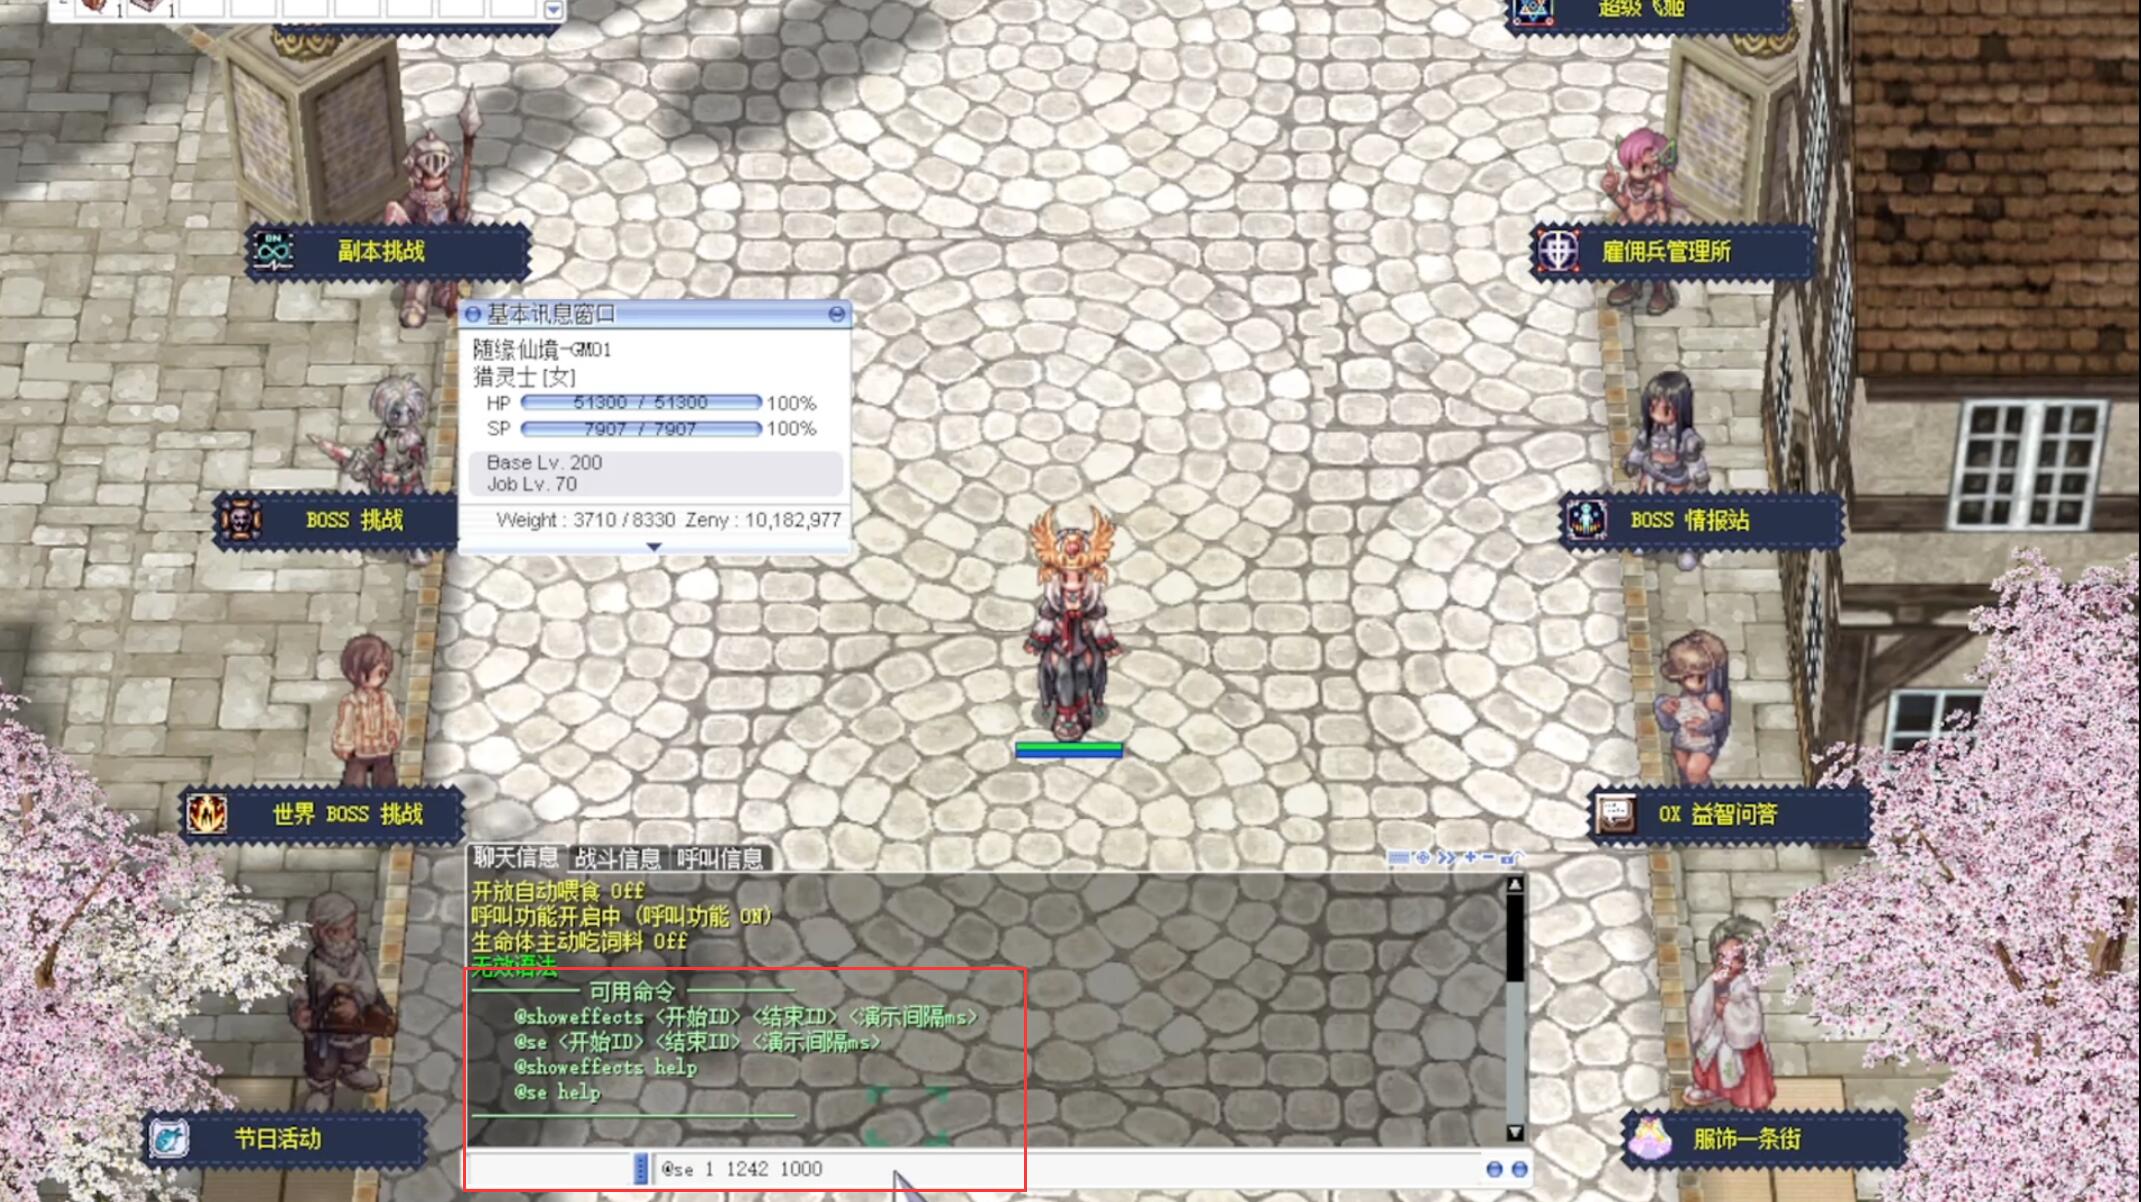 1
1
副本挑战
雇佣兵管理所
基本讯息窗口
随缘仙境-GM01
猎灵士 [女]
HP 51300 / 51300 100%
SP 7907 / 7907 100%
Base Lv. 200
Job Lv. 70
Weight : 3710 / 8330 Zeny : 10,182,977
BOSS 挑战
BOSS 情报站
世界 BOSS 挑战
OX 益智问答
聊天信息 战斗信息 呼叫信息
开放自动喂食 Off
呼叫功能开启中 (呼叫功能 ON)
生命体主动吃饲料 Off
无效语法
可用命令
@showeffects <开始ID> <结束ID> <演示间隔ms>
@se <开始ID> <结束ID> <演示间隔ms>
@showeffects help
@se help
节日活动
服饰一条街
@se 1 1242 1000